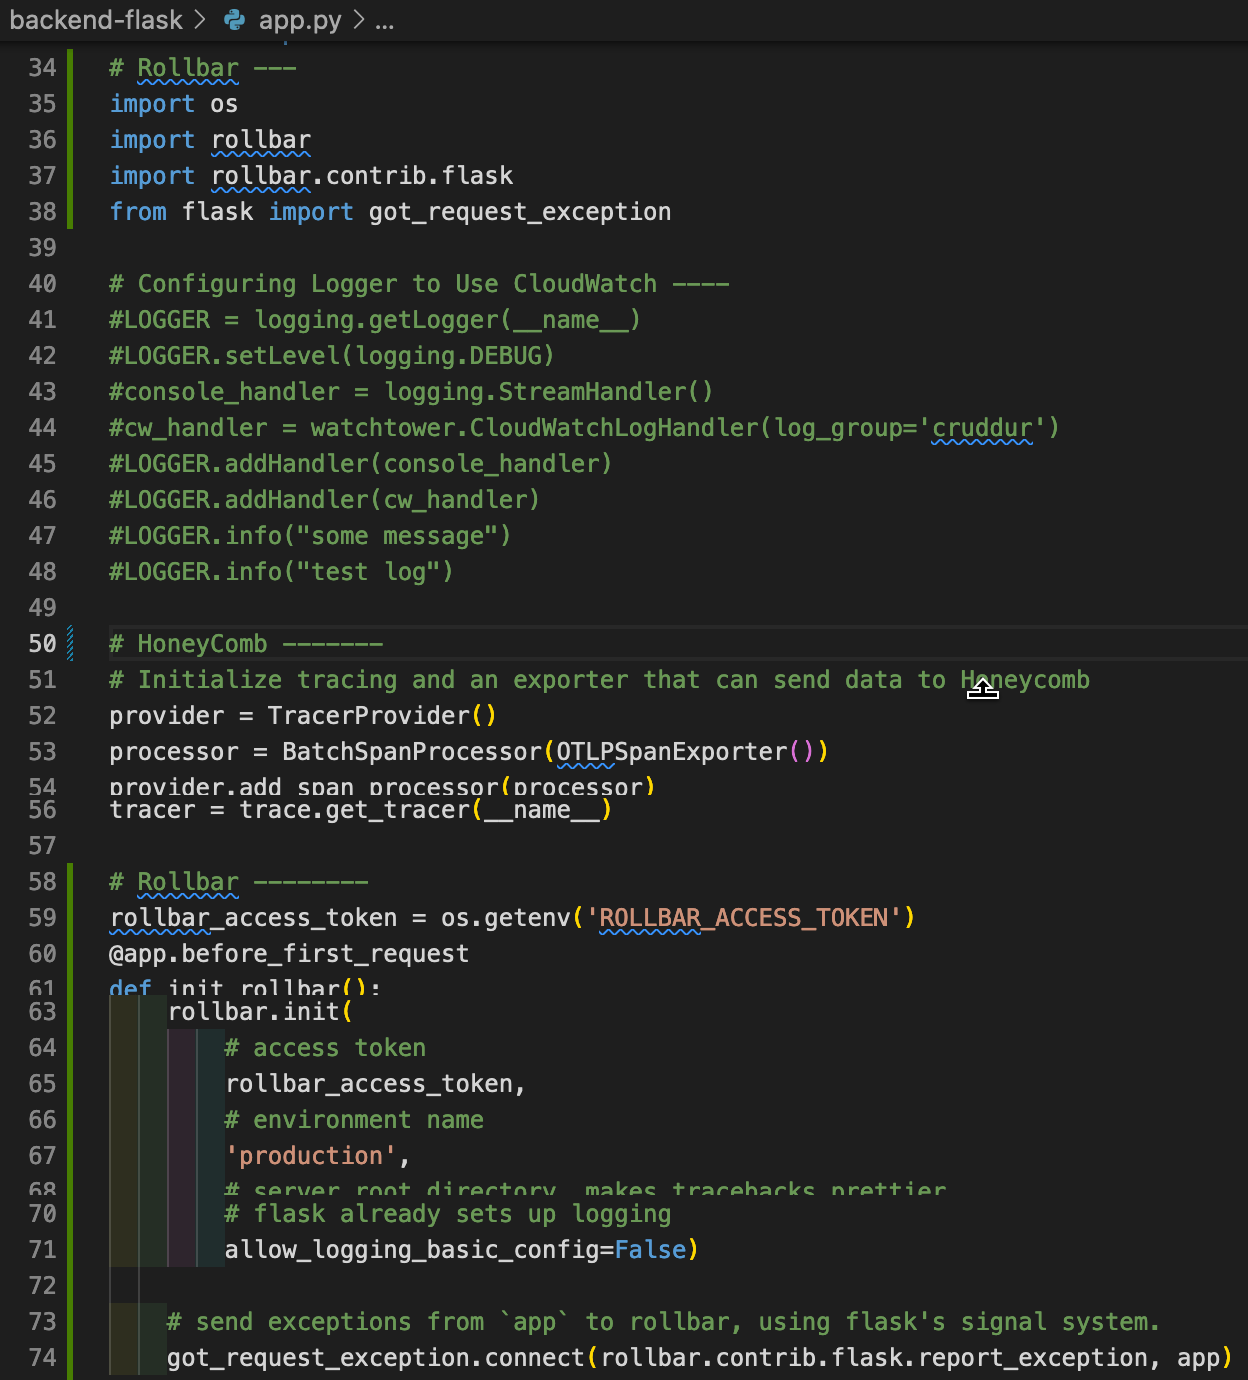 backend-flask > app.py > ...
34 # Rollbar ---
35 import os
36 import rollbar
37 import rollbar.contrib.flask
38 from flask import got_request_exception
39
40 # Configuring Logger to Use CloudWatch ----
41 #LOGGER = logging.getLogger(__name__)
42 #LOGGER.setLevel(logging.DEBUG)
43 #console_handler = logging.StreamHandler()
44 #cw_handler = watchtower.CloudWatchLogHandler(log_group='cruddur')
45 #LOGGER.addHandler(console_handler)
46 #LOGGER.addHandler(cw_handler)
47 #LOGGER.info("some message")
48 #LOGGER.info("test log")
49
50 # HoneyComb -------
51 # Initialize tracing and an exporter that can send data to Honeycomb
52 provider = TracerProvider()
53 processor = BatchSpanProcessor(OTLPSpanExporter())
54 provider.add_span_processor(processor)
56 tracer = trace.get_tracer(__name__)
57
58 # Rollbar --------
59 rollbar_access_token = os.getenv('ROLLBAR_ACCESS_TOKEN')
60 @app.before_first_request
61 def init_rollbar():
63 rollbar.init(
64 # access token
65 rollbar_access_token,
66 # environment name
67 'production',
68 # server root directory, makes tracebacks prettier
70 # flask already sets up logging
71 allow_logging_basic_config=False)
72
73 # send exceptions from `app` to rollbar, using flask's signal system.
74 got_request_exception.connect(rollbar.contrib.flask.report_exception, app)